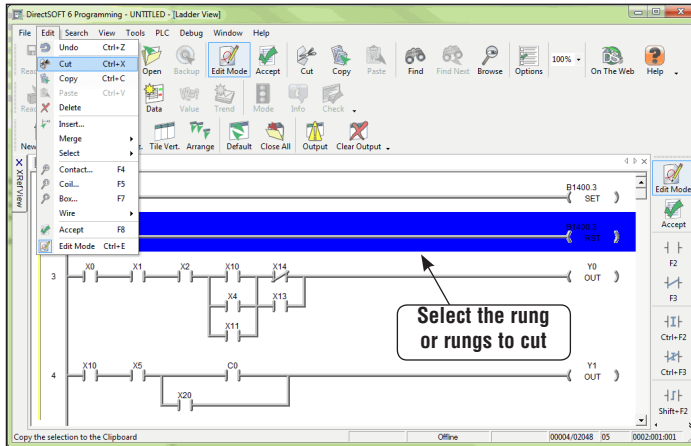 DirectSOFT 6 Programming - UNTITLED - [Ladder View]
File Edit Search View Tools PLC Debug Window Help
Undo Ctrl+Z
Cut Ctrl+X
Copy Ctrl+C
Paste Ctrl+V
Delete
Insert...
Merge
Select
Contact... F4
Coil... F5
Box... F7
Wire
Accept F8
Edit Mode Ctrl+E
Open Backup Edit Mode Accept Cut Copy Paste Find Find Next Browse Options 100% On The Web Help
Data Value Trend Mode Info Check
Tile Vert. Arrange Default Close All Output Clear Output
XRef View
B1400.3
SET
RST
3 X0 X1 X2 X10 X14 Y0
OUT
X4 X13
X11
Select the rung
or rungs to cut
4 X10 X5 C0 Y1
OUT
X20
Edit Mode
Accept
F2
F3
Ctrl+F2
Ctrl+F3
Shift+F2
Copy the selection to the Clipboard Offline 00004/02048 05 0002:001:001